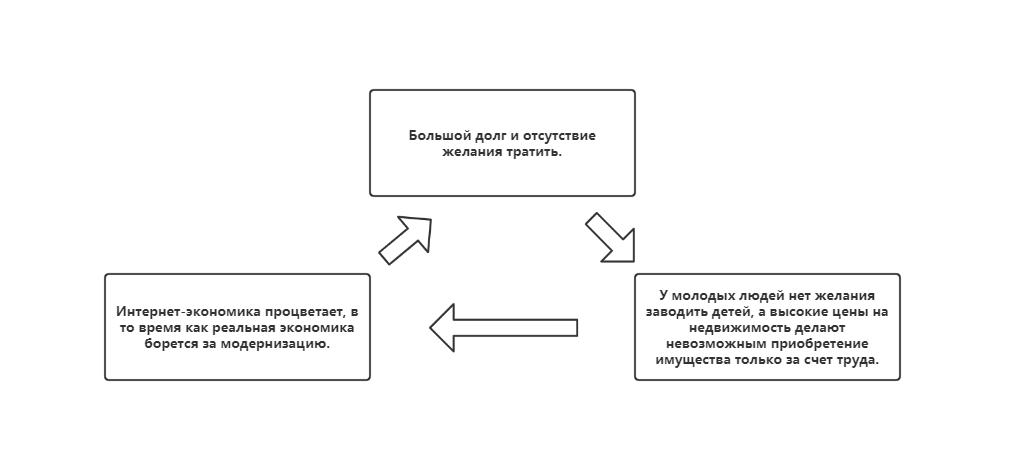 Большой долг и отсутствие
желания тратить.
Интернет-экономика процветает, в
то время как реальная экономика
борется за модернизацию.
У молодых людей нет желания
заводить детей, а высокие цены на
недвижимость делают
невозможным приобретение
имущества только за счет труда.